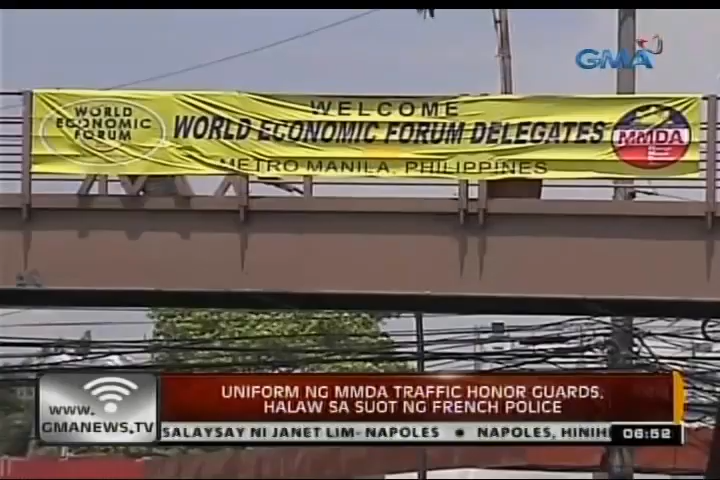 GMA
WORLD
ECONOMIC
FORUM
WELCOME
WORLD ECONOMIC FORUM DELEGATES
METRO MANILA, PHILIPPINES
MMDA
UNIFORM NG MMDA TRAFFIC HONOR GUARDS,
HALAW SA SUOT NG FRENCH POLICE
WWW.
GMANEWS.TV
SALAYSAY NI JANET LIM- NAPOLES • NAPOLES, HINIH
06:52